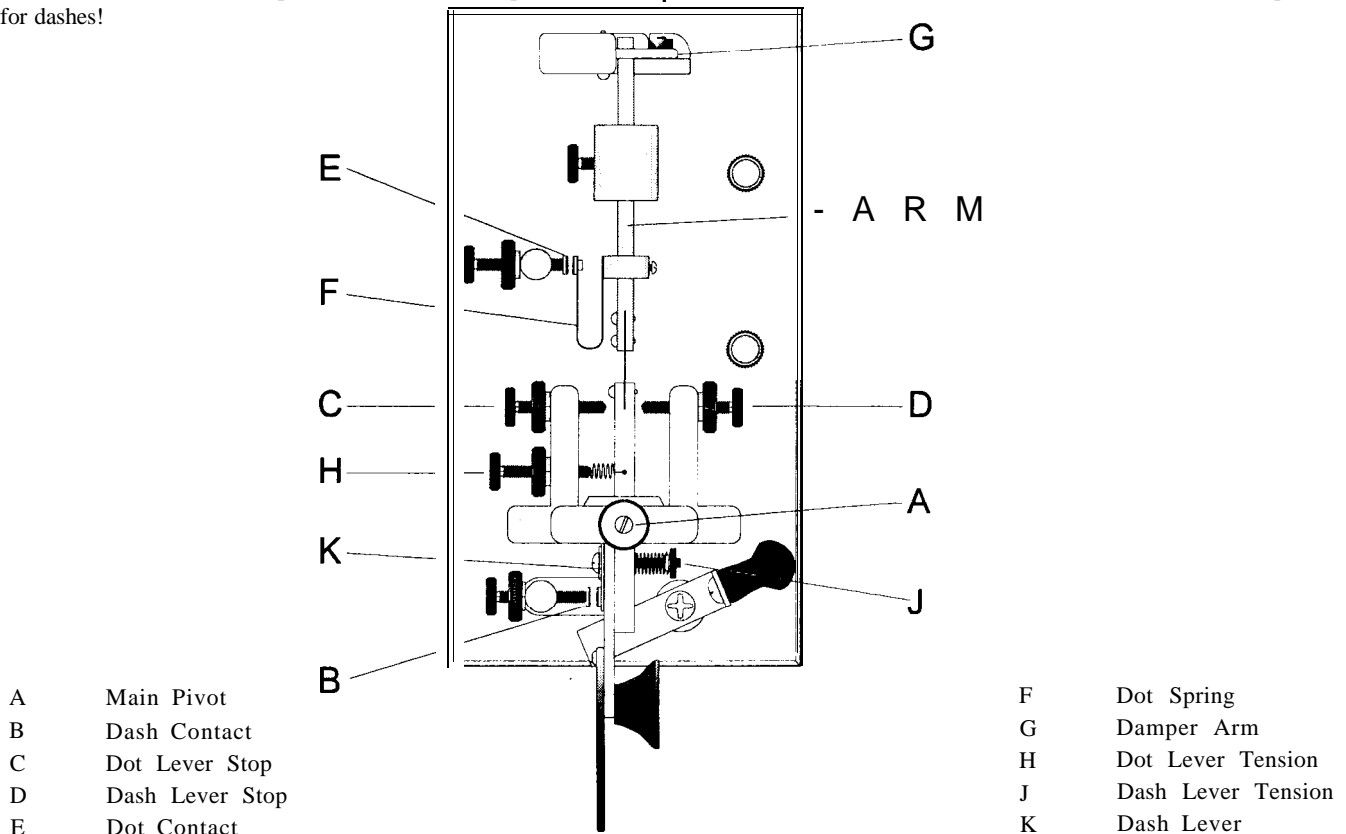 for dashes!
G
E
- A R M
F
C
D
H
A
K
J
B
A Main Pivot
B Dash Contact
C Dot Lever Stop
D Dash Lever Stop
E Dot Contact
F Dot Spring
G Damper Arm
H Dot Lever Tension
J Dash Lever Tension
K Dash Lever